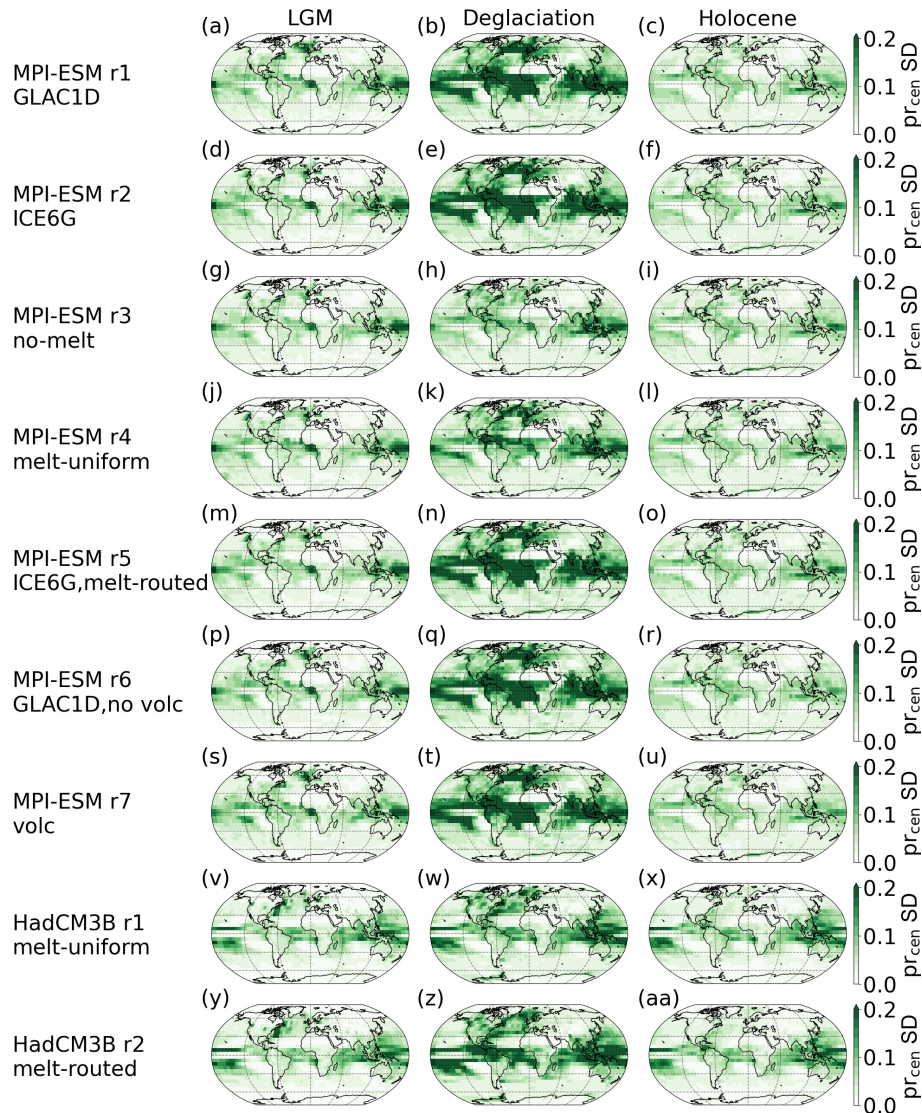 LGM Deglaciation Holocene
(a) (b) (c)
MPI-ESM r1
GLAC1D
0.2
0.1
0.0
pr_cen SD
(d) (e) (f)
MPI-ESM r2
ICE6G
0.2
0.1
0.0
pr_cen SD
(g) (h) (i)
MPI-ESM r3
no-melt
0.2
0.1
0.0
pr_cen SD
(j) (k) (l)
MPI-ESM r4
melt-uniform
0.2
0.1
0.0
pr_cen SD
(m) (n) (o)
MPI-ESM r5
ICE6G,melt-routed
0.2
0.1
0.0
pr_cen SD
(p) (q) (r)
MPI-ESM r6
GLAC1D,no volc
0.2
0.1
0.0
pr_cen SD
(s) (t) (u)
MPI-ESM r7
volc
0.2
0.1
0.0
pr_cen SD
(v) (w) (x)
HadCM3B r1
melt-uniform
0.2
0.1
0.0
pr_cen SD
(y) (z) (aa)
HadCM3B r2
melt-routed
0.2
0.1
0.0
pr_cen SD